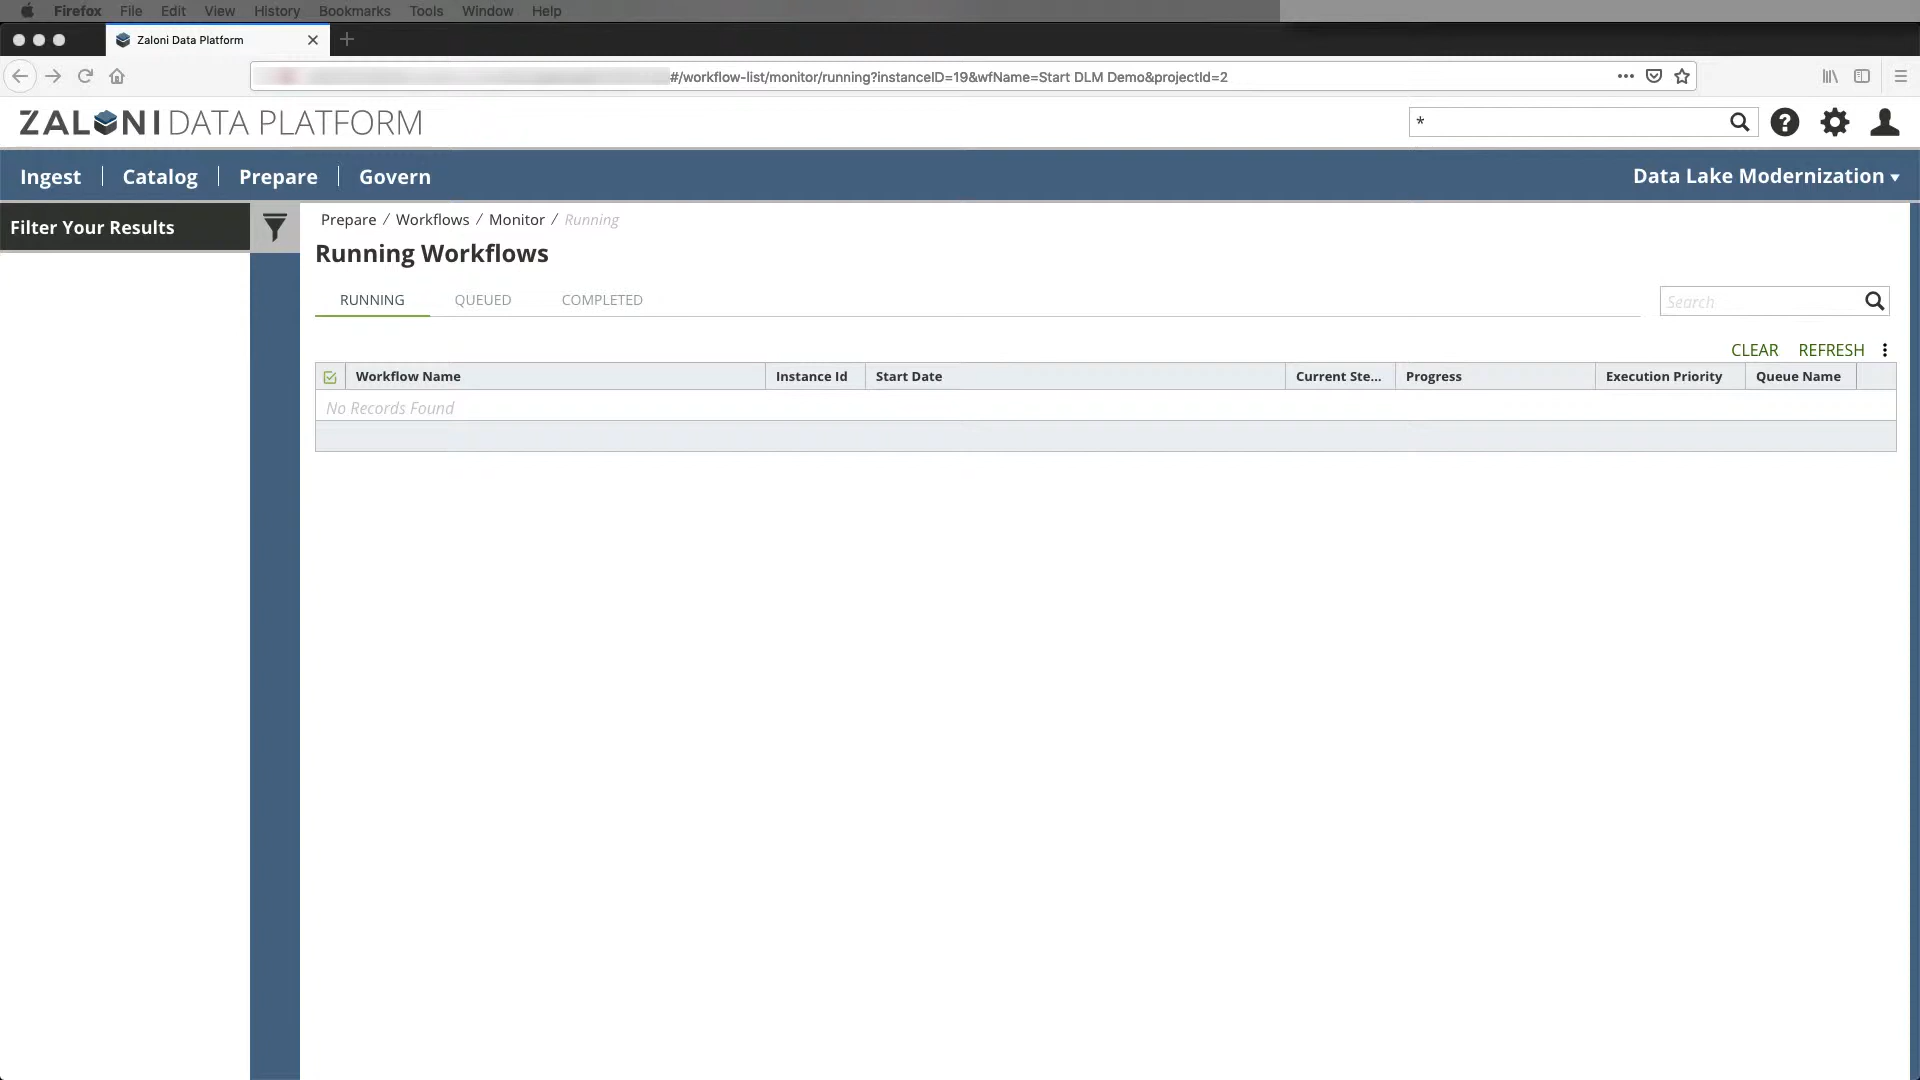 Firefox File Edit View History Bookmarks Tools Window Help
Zaloni Data Platform
#/workflow-list/monitor/running?instanceID=19&wfName=Start DLM Demo&projectId=2
ZALONI DATA PLATFORM
*
Ingest Catalog Prepare Govern Data Lake Modernization
Filter Your Results
Prepare / Workflows / Monitor / Running
Running Workflows
RUNNING QUEUED COMPLETED Search
CLEAR REFRESH
Workflow Name Instance Id Start Date Current Ste... Progress Execution Priority Queue Name
No Records Found